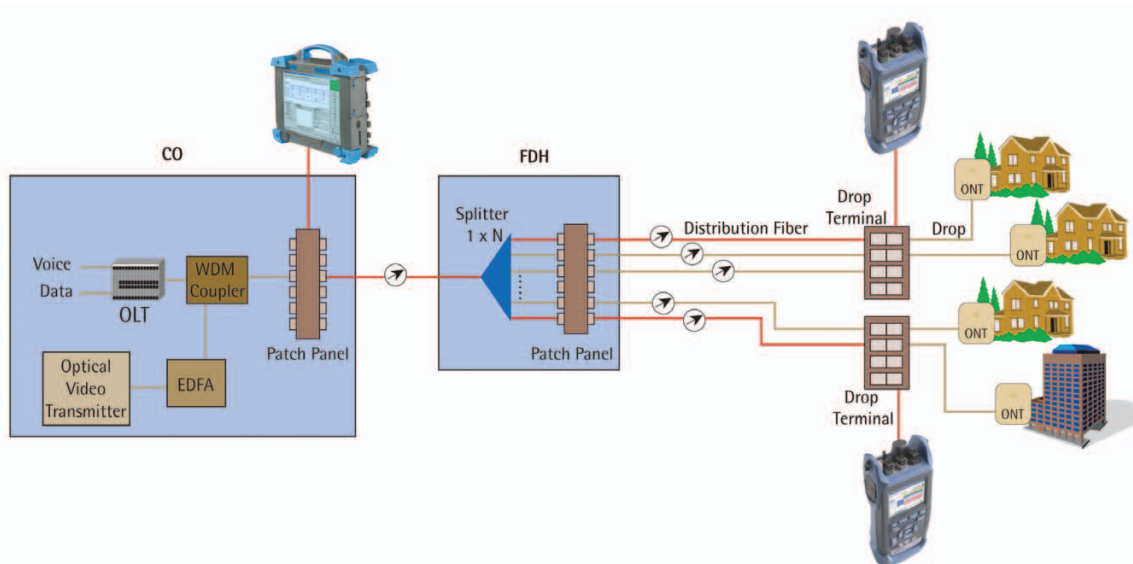 CO
FDH
Voice
Data
OLT
WDM
Coupler
Optical
Video
Transmitter
EDFA
Patch Panel
Splitter
1 x N
Patch Panel
Distribution Fiber
Drop
Terminal
Drop
ONT
ONT
ONT
ONT
Drop
Terminal